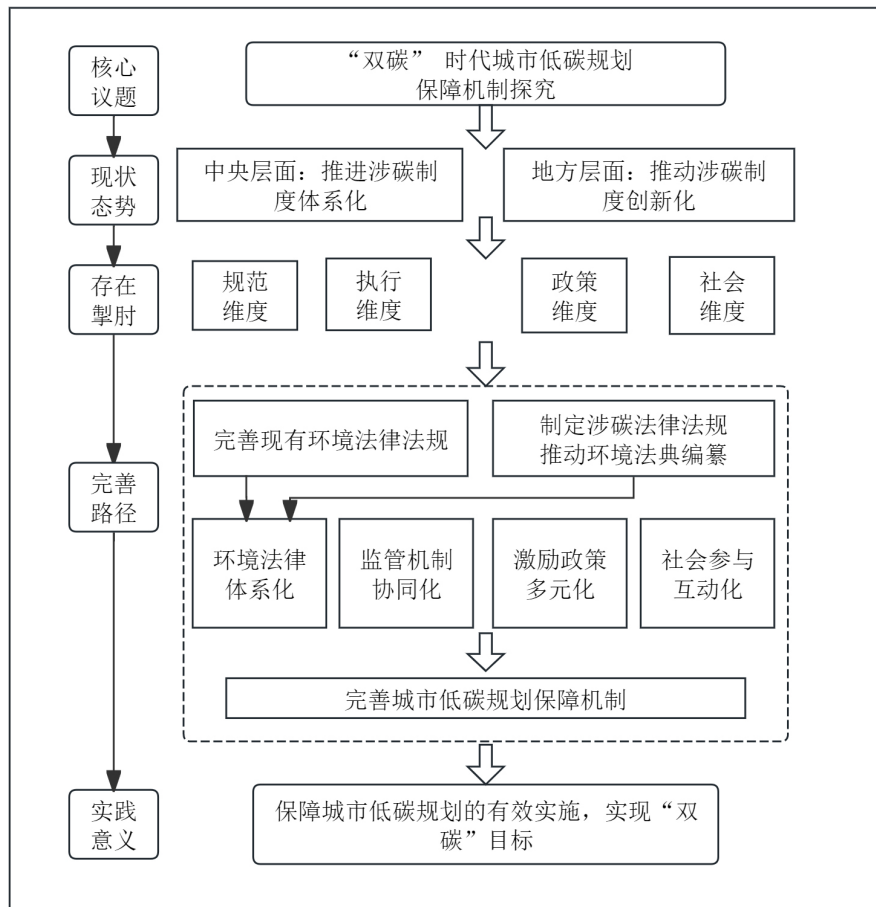 核心
议题
“双碳” 时代城市低碳规划
保障机制探究
现状
态势
中央层面：推进涉碳制
度体系化
地方层面：推动涉碳制
度创新化
存在
掣肘
规范
维度
执行
维度
政策
维度
社会
维度
完善
路径
完善现有环境法律法规
制定涉碳法律法规
推动环境法典编纂
环境法律
体系化
监管机制
协同化
激励政策
多元化
社会参与
互动化
完善城市低碳规划保障机制
实践
意义
保障城市低碳规划的有效实施，实现“双
碳”目标